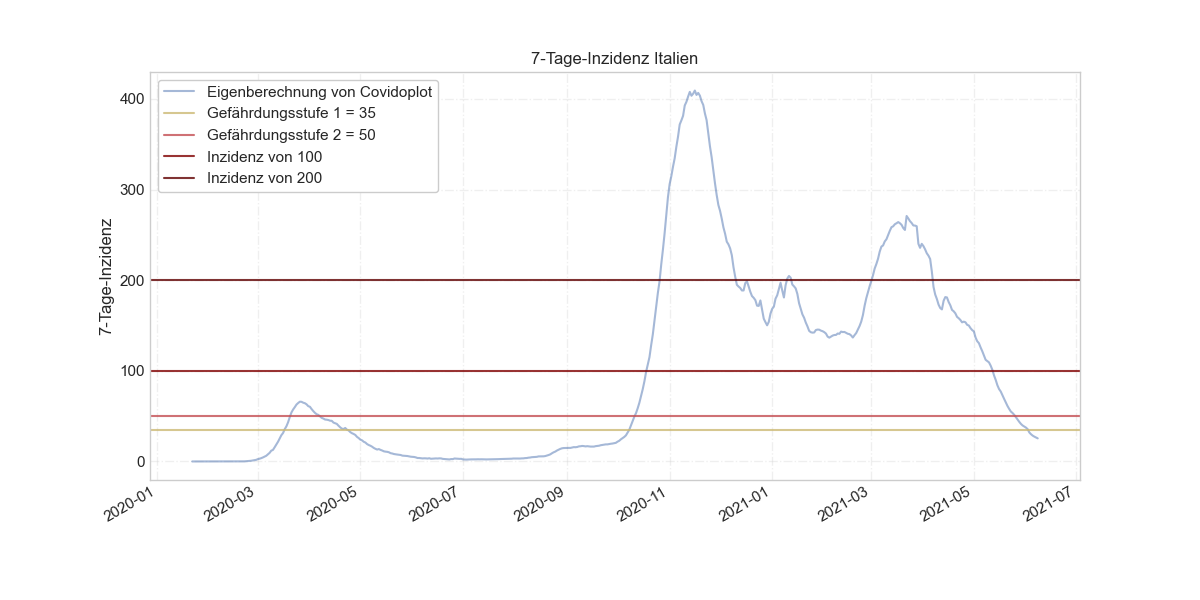 7-Tage-Inzidenz Italien
Eigenberechnung von Covidoplot
Gefährdungsstufe 1 = 35
Gefährdungsstufe 2 = 50
Inzidenz von 100
Inzidenz von 200
7-Tage-Inzidenz
400
300
200
100
0
2020-01
2020-03
2020-05
2020-07
2020-09
2020-11
2021-01
2021-03
2021-05
2021-07